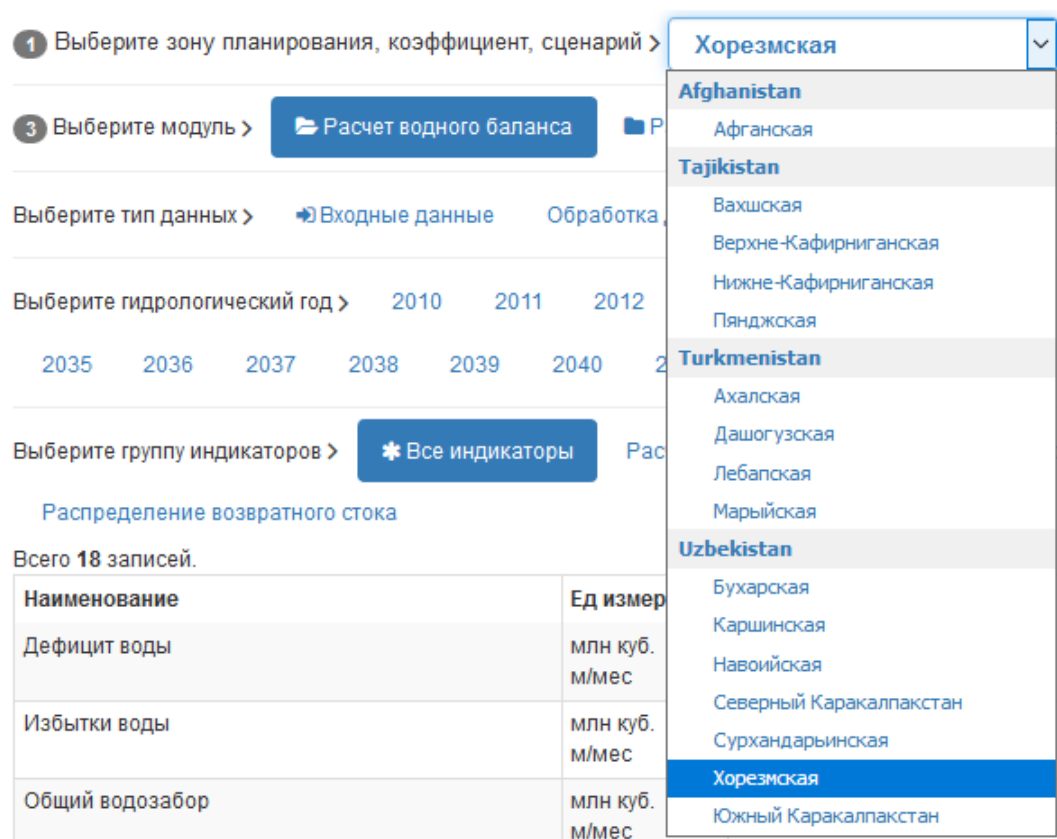 1 Выберите зону планирования, коэффициент, сценарий > Хорезмская
Afghanistan
Афганская
Tajikistan
Вахшская
Верхне-Кафирниганская
Нижне-Кафирниганская
Пянджская
Turkmenistan
Ахалская
Дашогузская
Лебапская
Марыйская
Uzbekistan
Бухарская
Каршинская
Навоийская
Северный Каракалпакстан
Сурхандарьинская
Хорезмская
Южный Каракалпакстан
3 Выберите модуль > Расчет водного баланса Р
Выберите тип данных > Входные данные Обработка
Выберите гидрологический год > 2010 2011 2012
2035 2036 2037 2038 2039 2040 2
Выберите группу индикаторов > * Все индикаторы Рас
Распределение возвратного стока
Всего 18 записей.
Наименование Ед измер
Дефицит воды млн куб.
м/мес
Избытки воды млн куб.
м/мес
Общий водозабор млн куб.
м/мес